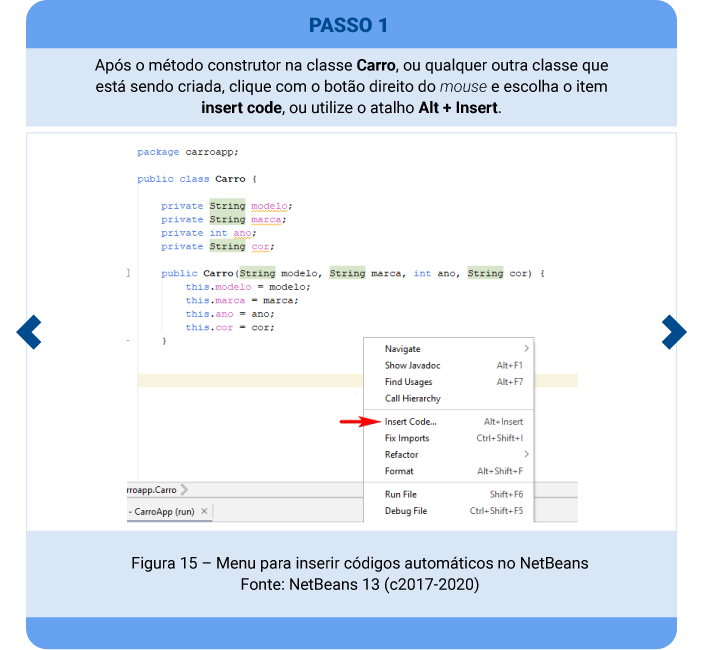 PASSO 1
Após o método construtor na classe Carro, ou qualquer outra classe que
está sendo criada, clique com o botão direito do mouse e escolha o item
insert code, ou utilize o atalho Alt + Insert.
package carroapp;
public class Carro {
private String modelo;
private String marca;
private int ano;
private String cor;
public Carro(String modelo, String marca, int ano, String cor) {
this.modelo = modelo;
this.marca = marca;
this.ano = ano;
this.cor = cor;
}
Navigate
Show Javadoc Alt+F1
Find Usages Alt+F7
Call Hierarchy
Insert Code... Alt+Insert
Fix Imports Ctrl+Shift+I
Refactor
Format Alt+Shift+F
Run File Shift+F6
Debug File Ctrl+Shift+F5
rroapp.Carro
- CarroApp (run) ×
Figura 15 – Menu para inserir códigos automáticos no NetBeans
Fonte: NetBeans 13 (c2017-2020)